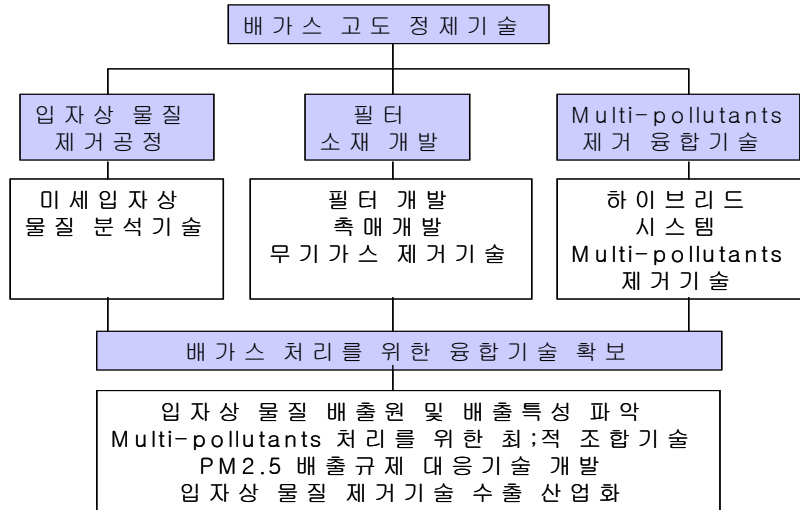 배가스 고도 정제기술
입자상 물질
제거공정
필터
소재 개발
Multi-pollutants
제거 융합기술
미세입자상
물질 분석기술
필터 개발
촉매개발
무기가스 제거기술
하이브리드
시스템
Multi-pollutants
제거기술
배가스 처리를 위한 융합기술 확보
입자상 물질 배출원 및 배출특성 파악
Multi-pollutants 처리를 위한 최;적 조합기술
PM2.5 배출규제 대응기술 개발
입자상 물질 제거기술 수출 산업화